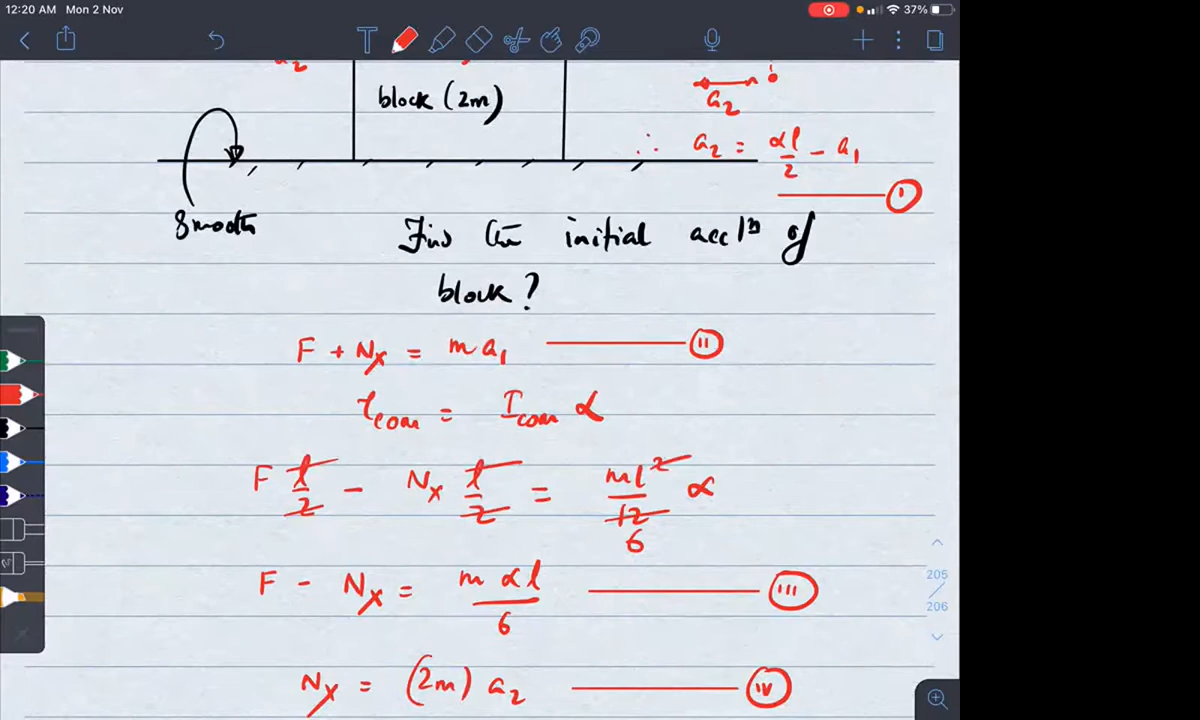 12:20 AM Mon 2 Nov
37%
a₂
block (2m)
a₂
∴ a₂ = αl/2 - a₁
(I)
Smooth
Find the initial accln of
block?
F + Nx = m a₁ (II)
τcom = Icom α
F l/2 - Nx l/2 = ml²/12 α
6
F - Nx = m α l / 6 (III)
Nx = (2m) a₂ (IV)
205
/
206